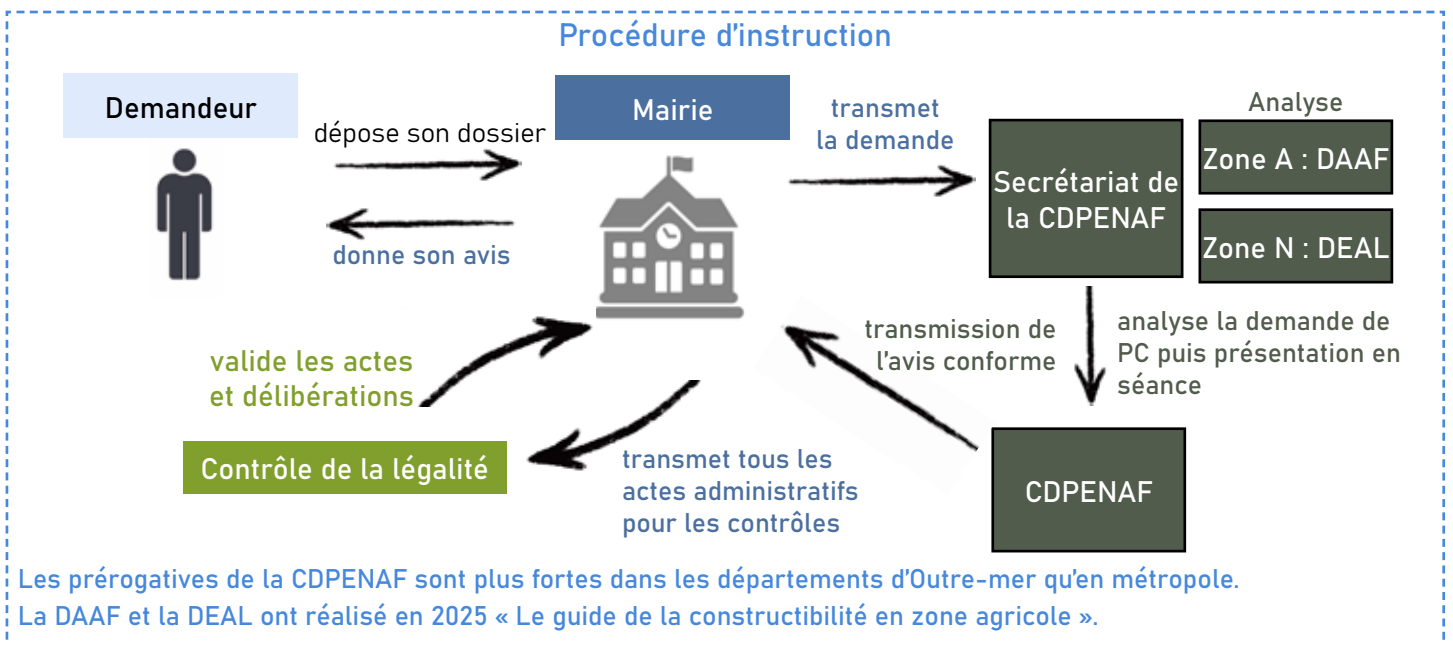 Procédure d’instruction
Demandeur
dépose son dossier
donne son avis
Mairie
transmet
la demande
Secrétariat de
la CDPENAF
Analyse
Zone A : DAAF
Zone N : DEAL
analyse la demande de
PC puis présentation en
séance
transmission de
l’avis conforme
CDPENAF
valide les actes
et délibérations
Contrôle de la légalité
transmet tous les
actes administratifs
pour les contrôles
Les prérogatives de la CDPENAF sont plus fortes dans les départements d’Outre-mer qu’en métropole.
La DAAF et la DEAL ont réalisé en 2025 « Le guide de la constructibilité en zone agricole ».